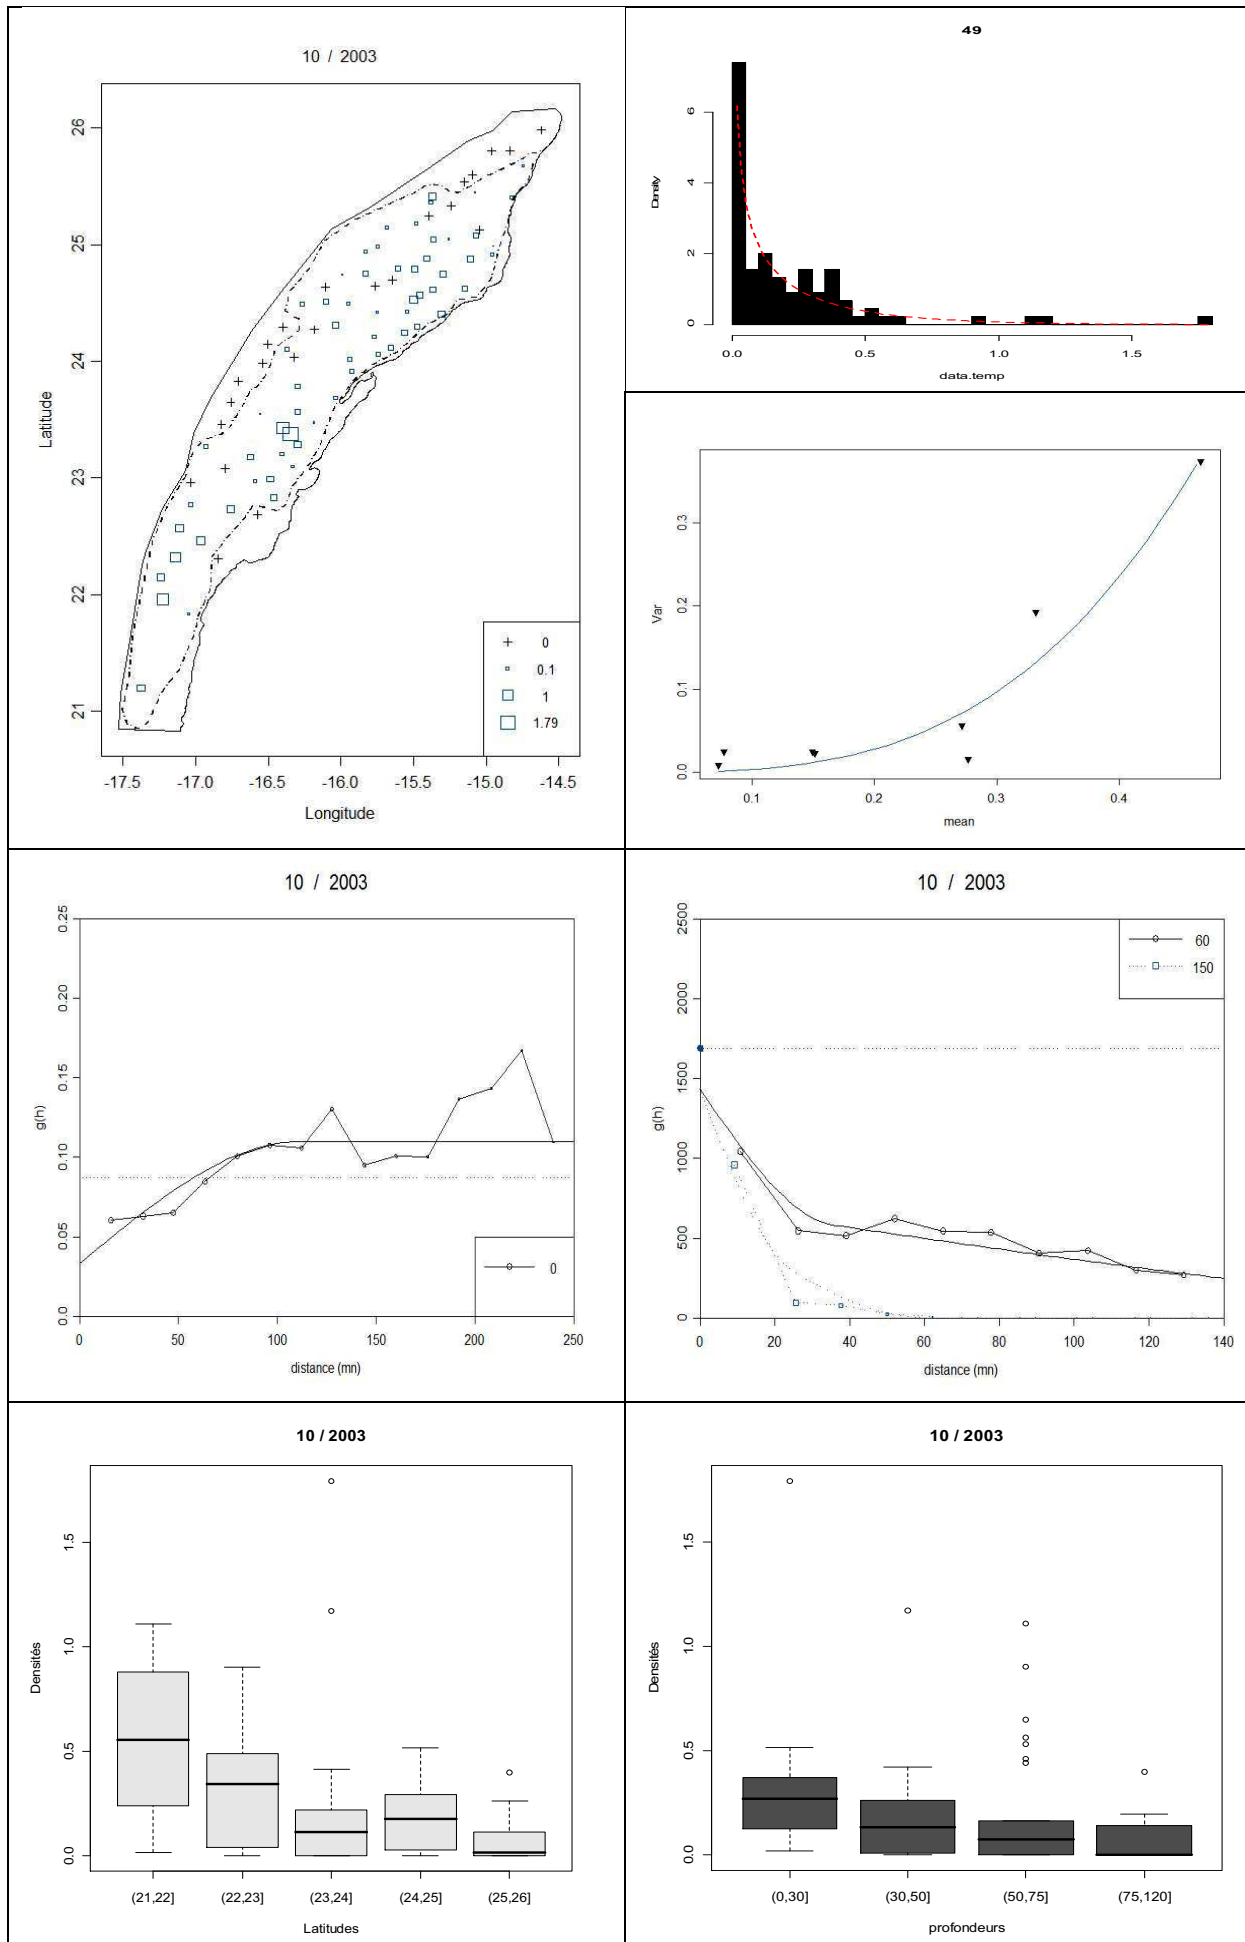 10 / 2003
Latitude
26
25
24
23
22
21
0
0.1
1
1.79
-17.5 -17.0 -16.5 -16.0 -15.5 -15.0 -14.5
Longitude
49
Density
6
4
2
0
0.0 0.5 1.0 1.5
data.temp
Var
0.3
0.2
0.1
0.0
0.1 0.2 0.3 0.4
mean
10 / 2003
g(h)
0.25
0.20
0.15
0.10
0.05
0.0
0
0 50 100 150 200 250
distance (mn)
10 / 2003
g(h)
2500
2000
1500
1000
500
0
60
150
0 20 40 60 80 100 120 140
distance (mn)
10 / 2003
Densités
1.5
1.0
0.5
0.0
(21,22] (22,23] (23,24] (24,25] (25,26]
Latitudes
10 / 2003
Densités
1.5
1.0
0.5
0.0
(0,30] (30,50] (50,75] (75,120]
profondeurs